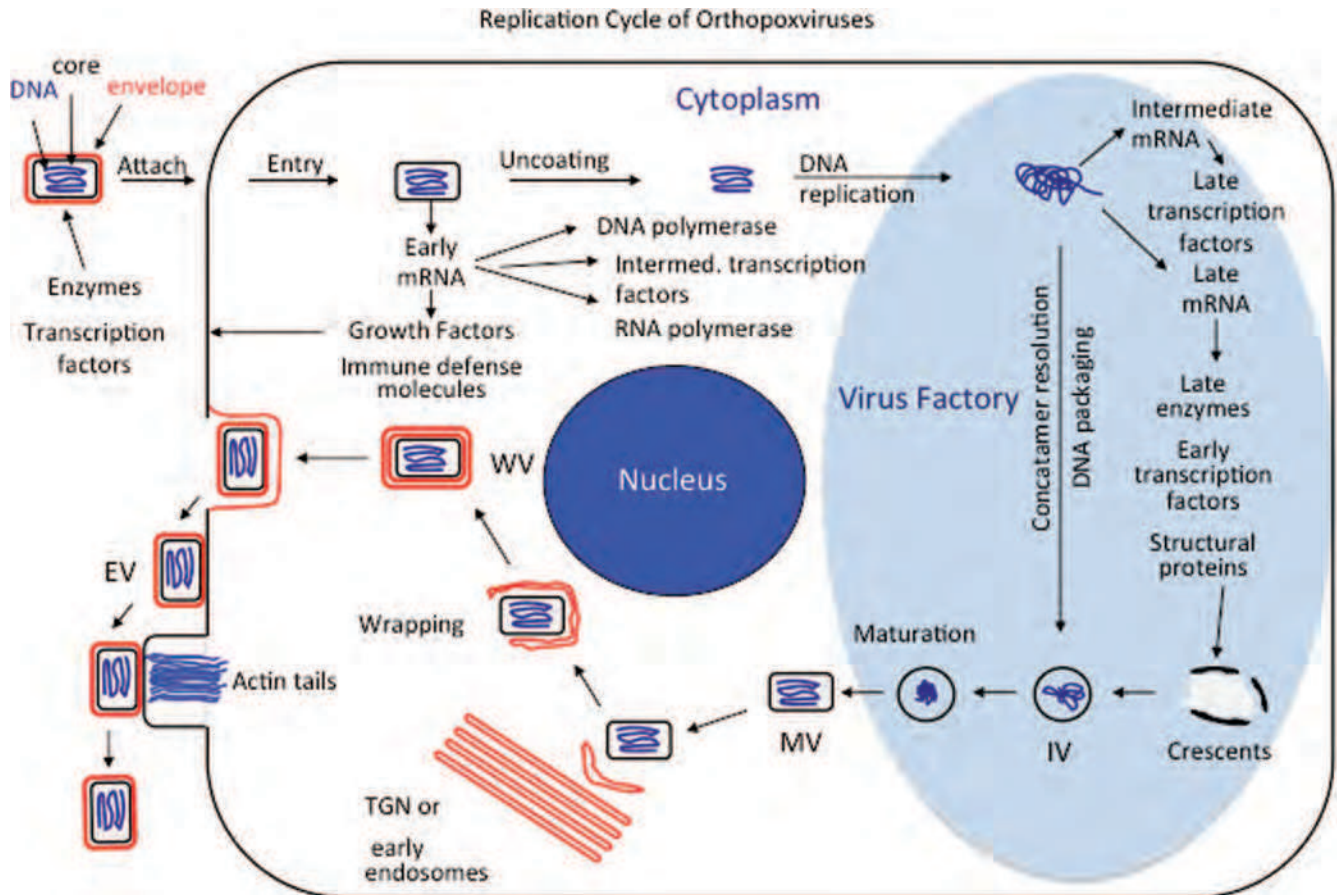 Replication Cycle of Orthopoxviruses
core
DNA
envelope
Cytoplasm
Attach
Entry
Uncoating
DNA
replication
Intermediate
mRNA
Late
transcription
factors
Late
mRNA
Early
mRNA
DNA polymerase
Intermed. transcription
factors
RNA polymerase
Enzymes
Transcription
factors
Growth Factors
Immune defense
molecules
Virus Factory
Concatamer resolution
DNA packaging
Late
enzymes
Early
transcription
factors
Structural
proteins
WV
Nucleus
EV
Wrapping
Maturation
Actin tails
MV
IV
Crescents
TGN or
early
endosomes